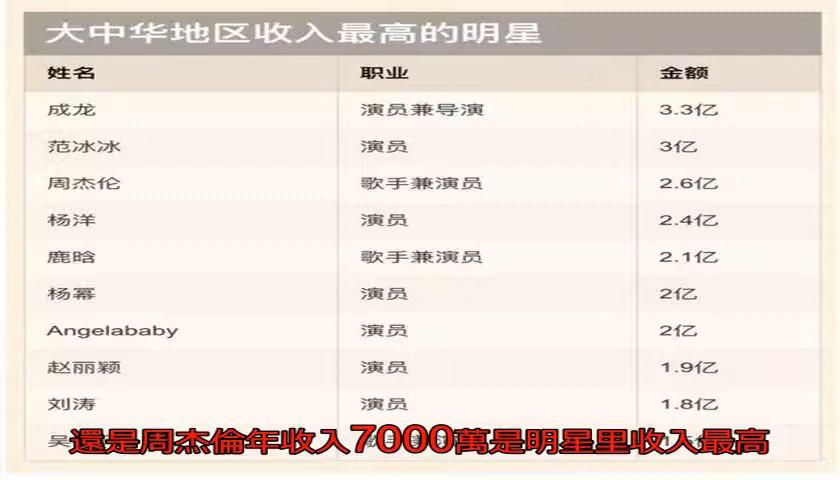 大中华地区收入最高的明星
姓名 职业 金额
成龙 演员兼导演 3.3亿
范冰冰 演员 3亿
周杰伦 歌手兼演员 2.6亿
杨洋 演员 2.4亿
鹿晗 歌手兼演员 2.1亿
杨幂 演员 2亿
Angelababy 演员 2亿
赵丽颖 演员 1.9亿
刘涛 演员 1.8亿
還是周杰倫年收入7000萬是明星里收入最高